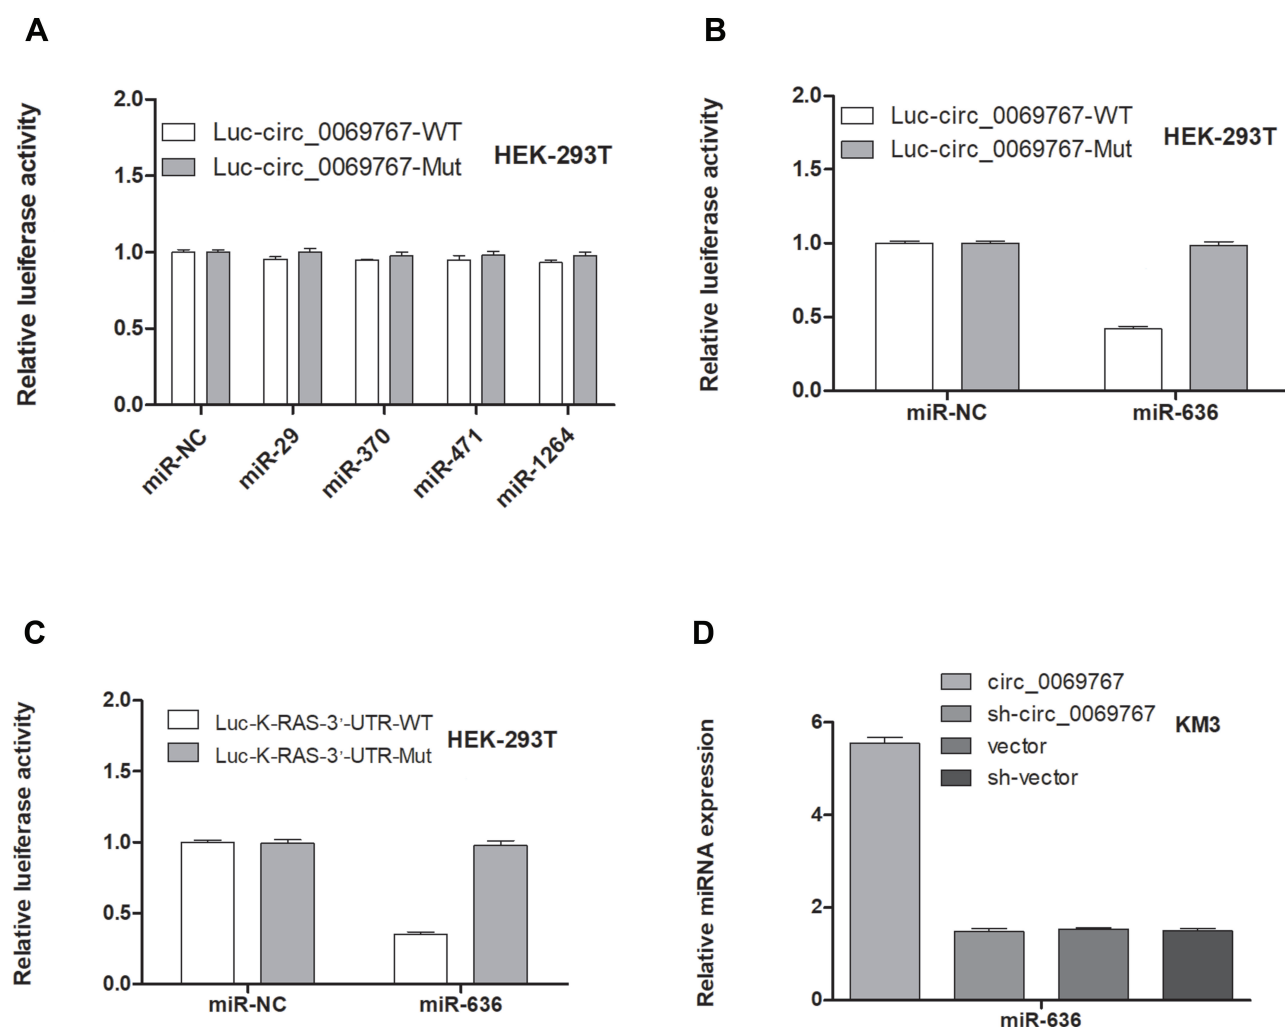 A
Relative lueiferase activity
2.0
1.5
1.0
0.5
0.0
Luc-circ_0069767-WT
Luc-circ_0069767-Mut
HEK-293T
miR-NC
miR-29
miR-370
miR-471
miR-1264
B
Relative lueiferase activity
2.0
1.5
1.0
0.5
0.0
Luc-circ_0069767-WT
Luc-circ_0069767-Mut
HEK-293T
miR-NC
miR-636
C
Relative lueiferase activity
2.0
1.5
1.0
0.5
0.0
Luc-K-RAS-3'-UTR-WT
Luc-K-RAS-3'-UTR-Mut
HEK-293T
miR-NC
miR-636
D
Relative miRNA expression
6
4
2
0
circ_0069767
sh-circ_0069767
vector
sh-vector
KM3
miR-636